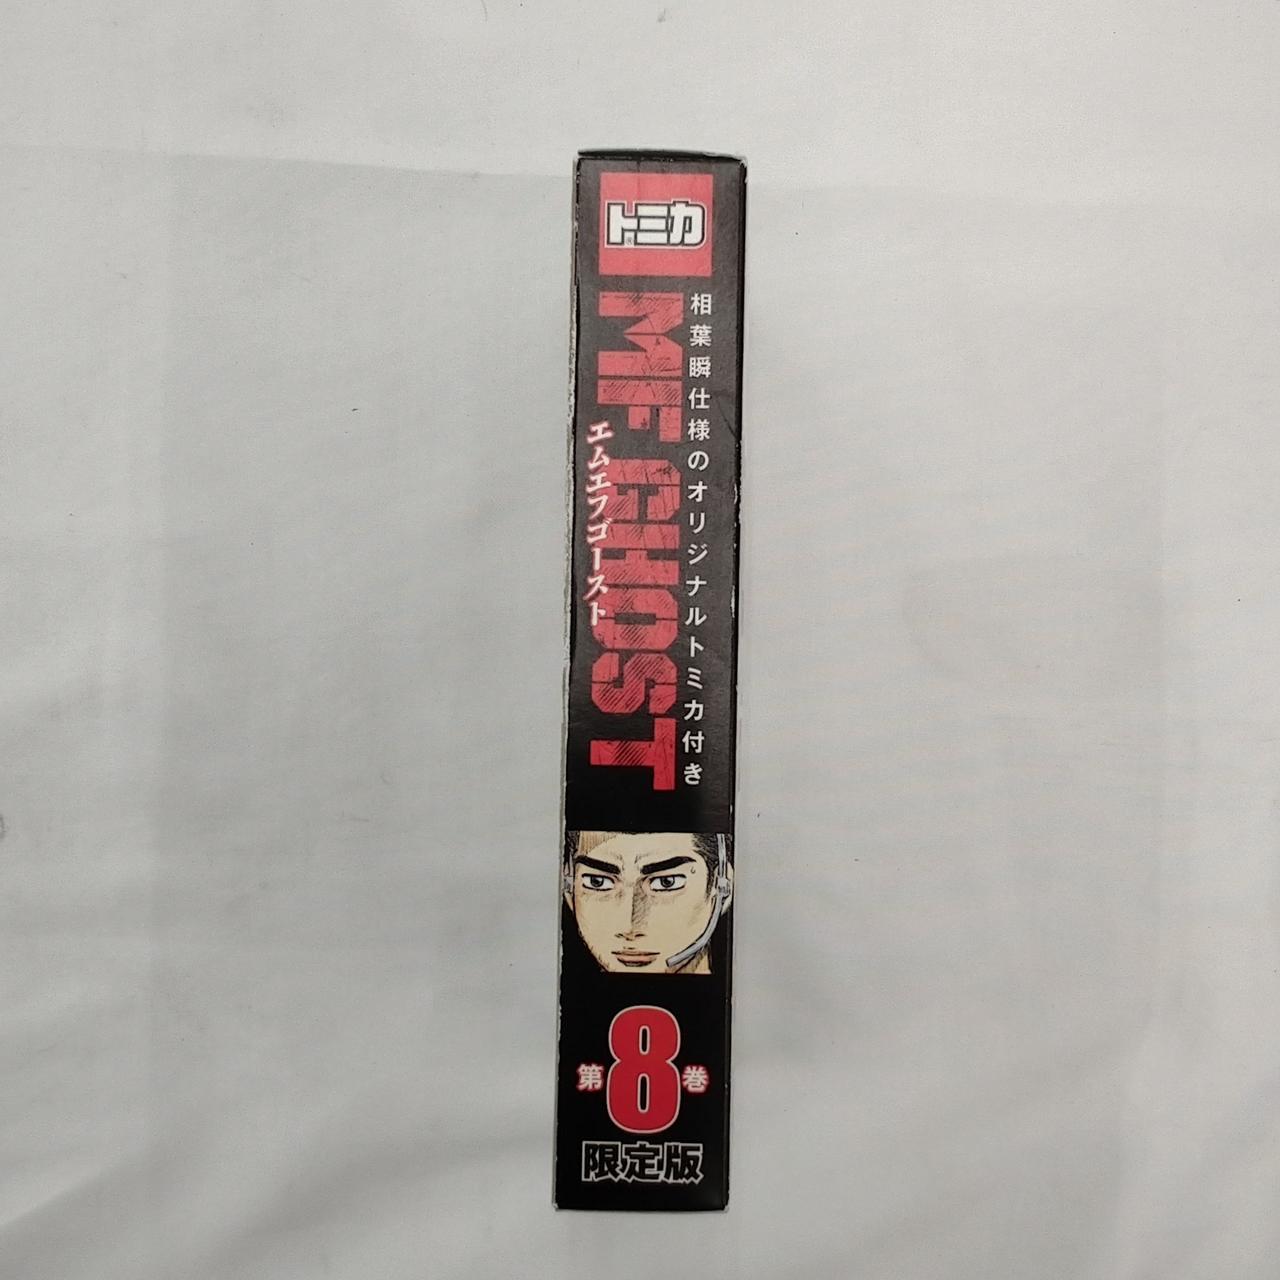 トミカ
相葉瞬仕様のオリジナルトミカ付き
MF GHOST
エムエフゴースト
第8巻
限定版